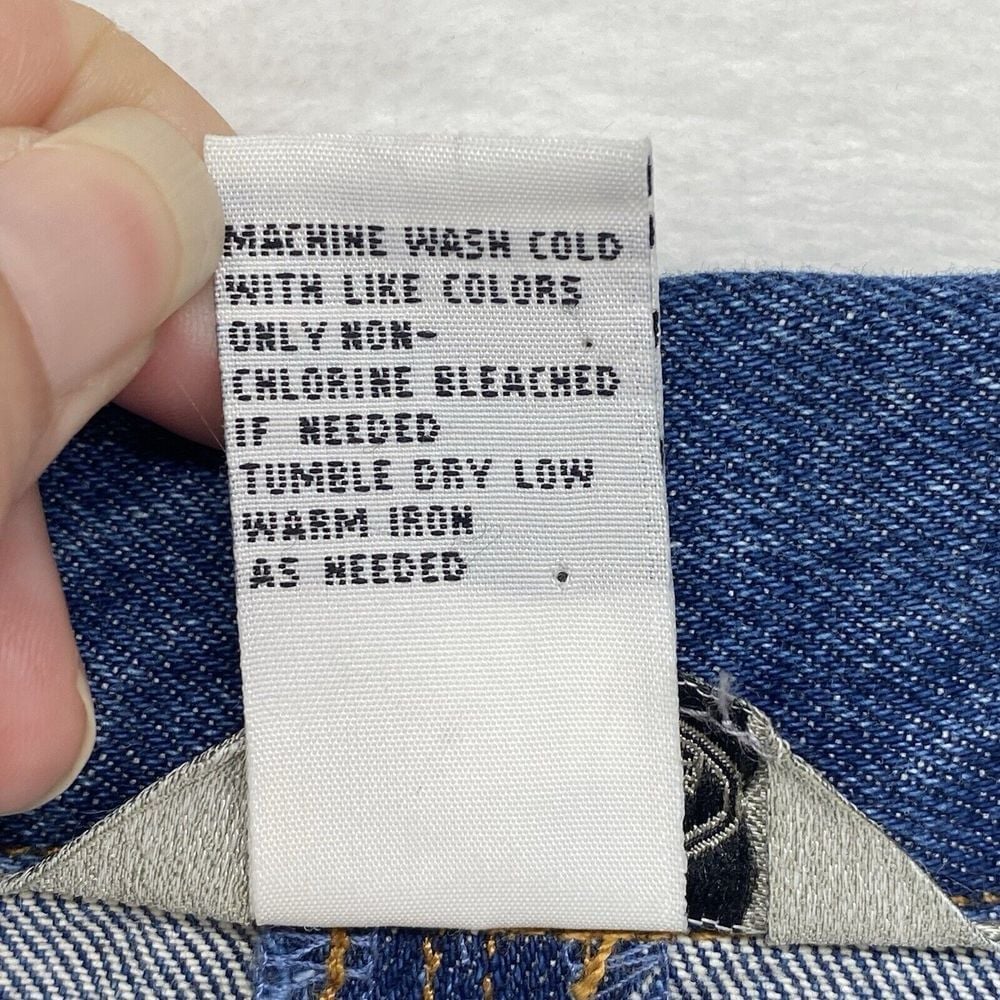 MACHINE WASH COLD
WITH LIKE COLORS
ONLY NON-
CHLORINE BLEACHED
IF NEEDED
TUMBLE DRY LOW
WARM IRON
AS NEEDED